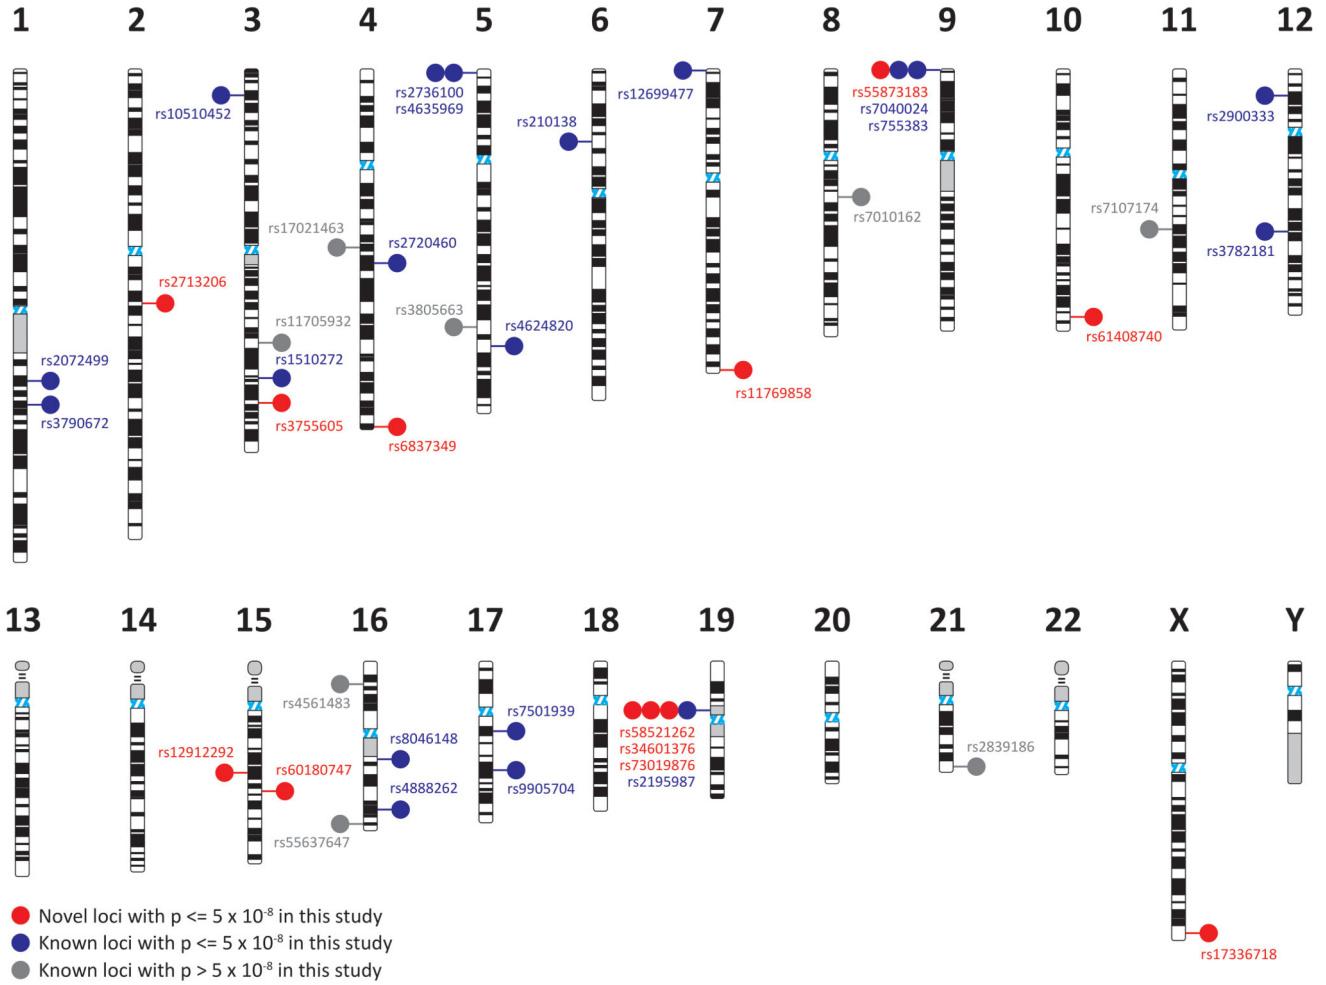 1 2 3 4 5 6 7 8 9 10 11 12
rs10510452
rs2736100
rs4635969
rs210138
rs12699477
rs55873183
rs7040024
rs755383
rs2900333
rs17021463
rs2720460
rs7010162
rs7107174
rs3782181
rs2713206
rs11705932
rs3805663
rs4624820
rs61408740
rs2072499
rs1510272
rs11769858
rs3790672
rs3755605
rs6837349
13 14 15 16 17 18 19 20 21 22 X Y
rs4561483
rs7501939
rs58521262
rs34601376
rs73019876
rs2195987
rs12912292
rs60180747
rs8046148
rs4888262
rs9905704
rs2839186
rs55637647
rs17336718
Novel loci with p <= 5 x 10⁻⁸ in this study
Known loci with p <= 5 x 10⁻⁸ in this study
Known loci with p > 5 x 10⁻⁸ in this study